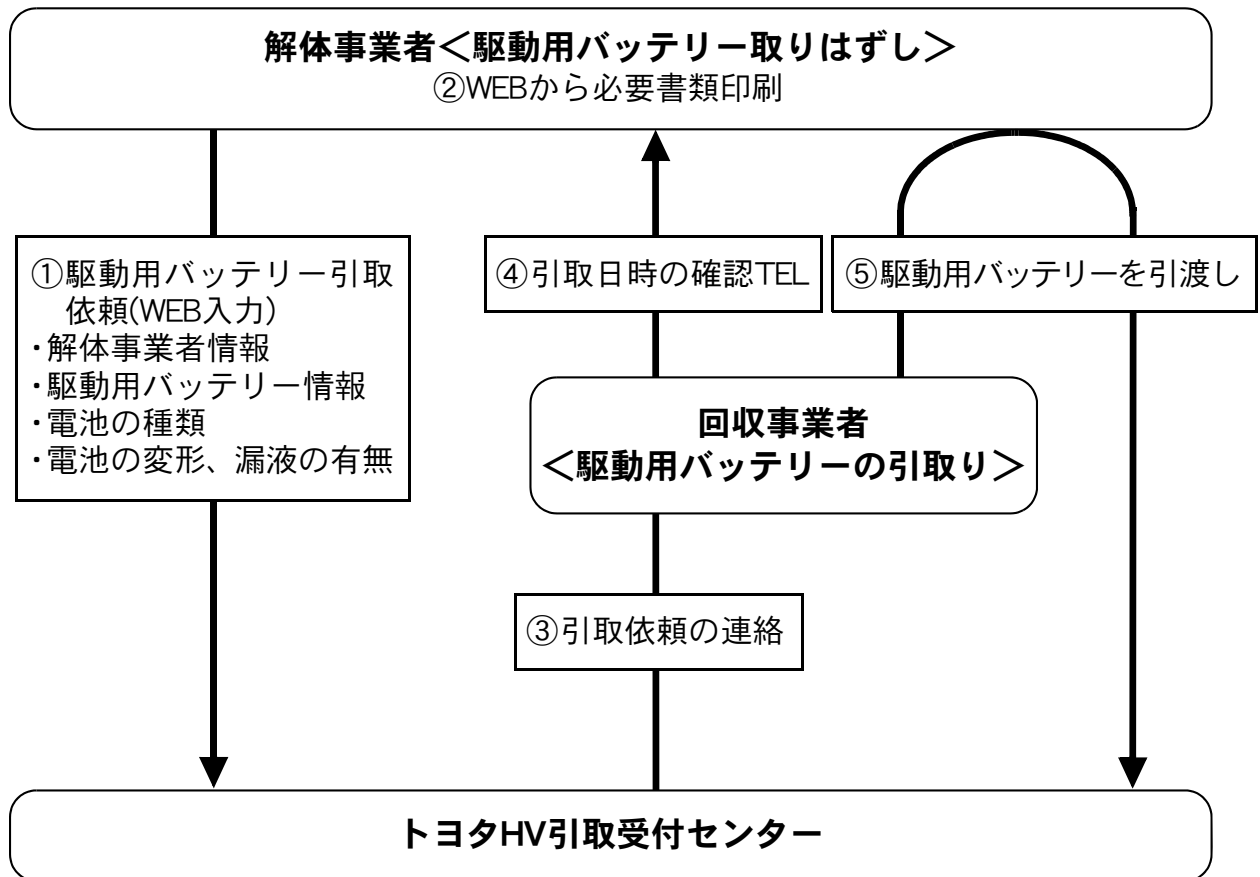 解体事業者＜駆動用バッテリー取りはずし＞
②WEBから必要書類印刷
①駆動用バッテリー引取
依頼(WEB入力)
・解体事業者情報
・駆動用バッテリー情報
・電池の種類
・電池の変形、漏液の有無
④引取日時の確認TEL
⑤駆動用バッテリーを引渡し
回収事業者
＜駆動用バッテリーの引取り＞
③引取依頼の連絡
トヨタHV引取受付センター